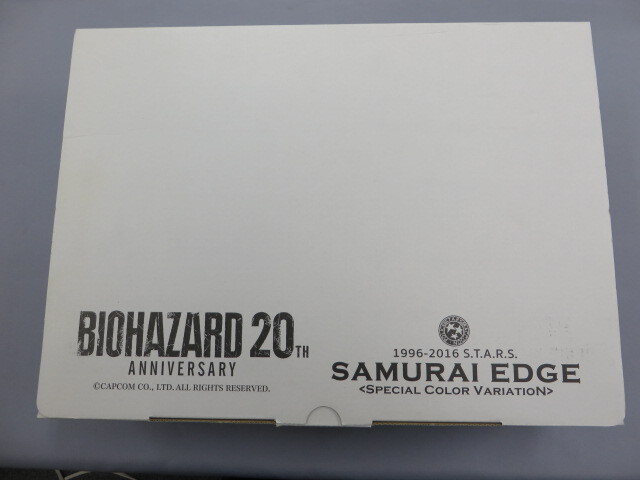 BIOHAZARD 20TH
ANNIVERSARY
©CAPCOM CO., LTD. ALL RIGHTS RESERVED.
1996-2016 S.T.A.R.S.
SAMURAI EDGE
<SPECIAL COLOR VARIATION>